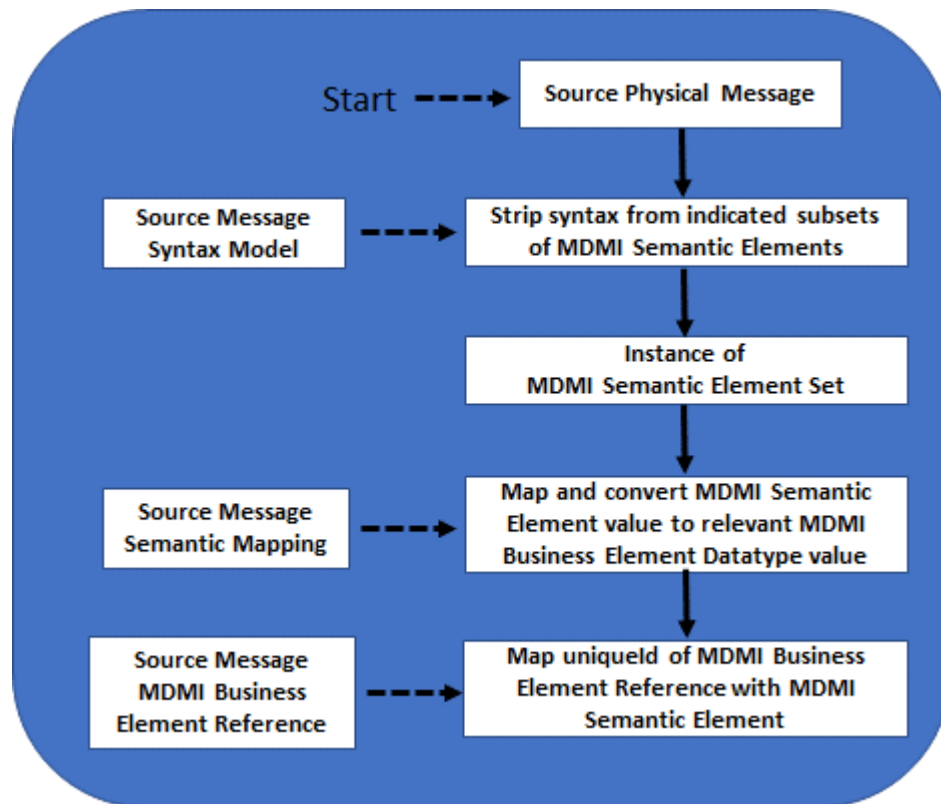 Start
Source Physical Message
Source Message
Syntax Model
Strip syntax from indicated subsets
of MDMI Semantic Elements
Instance of
MDMI Semantic Element Set
Source Message
Semantic Mapping
Map and convert MDMI Semantic
Element value to relevant MDMI
Business Element Datatype value
Source Message
MDMI Business
Element Reference
Map uniqueId of MDMI Business
Element Reference with MDMI
Semantic Element